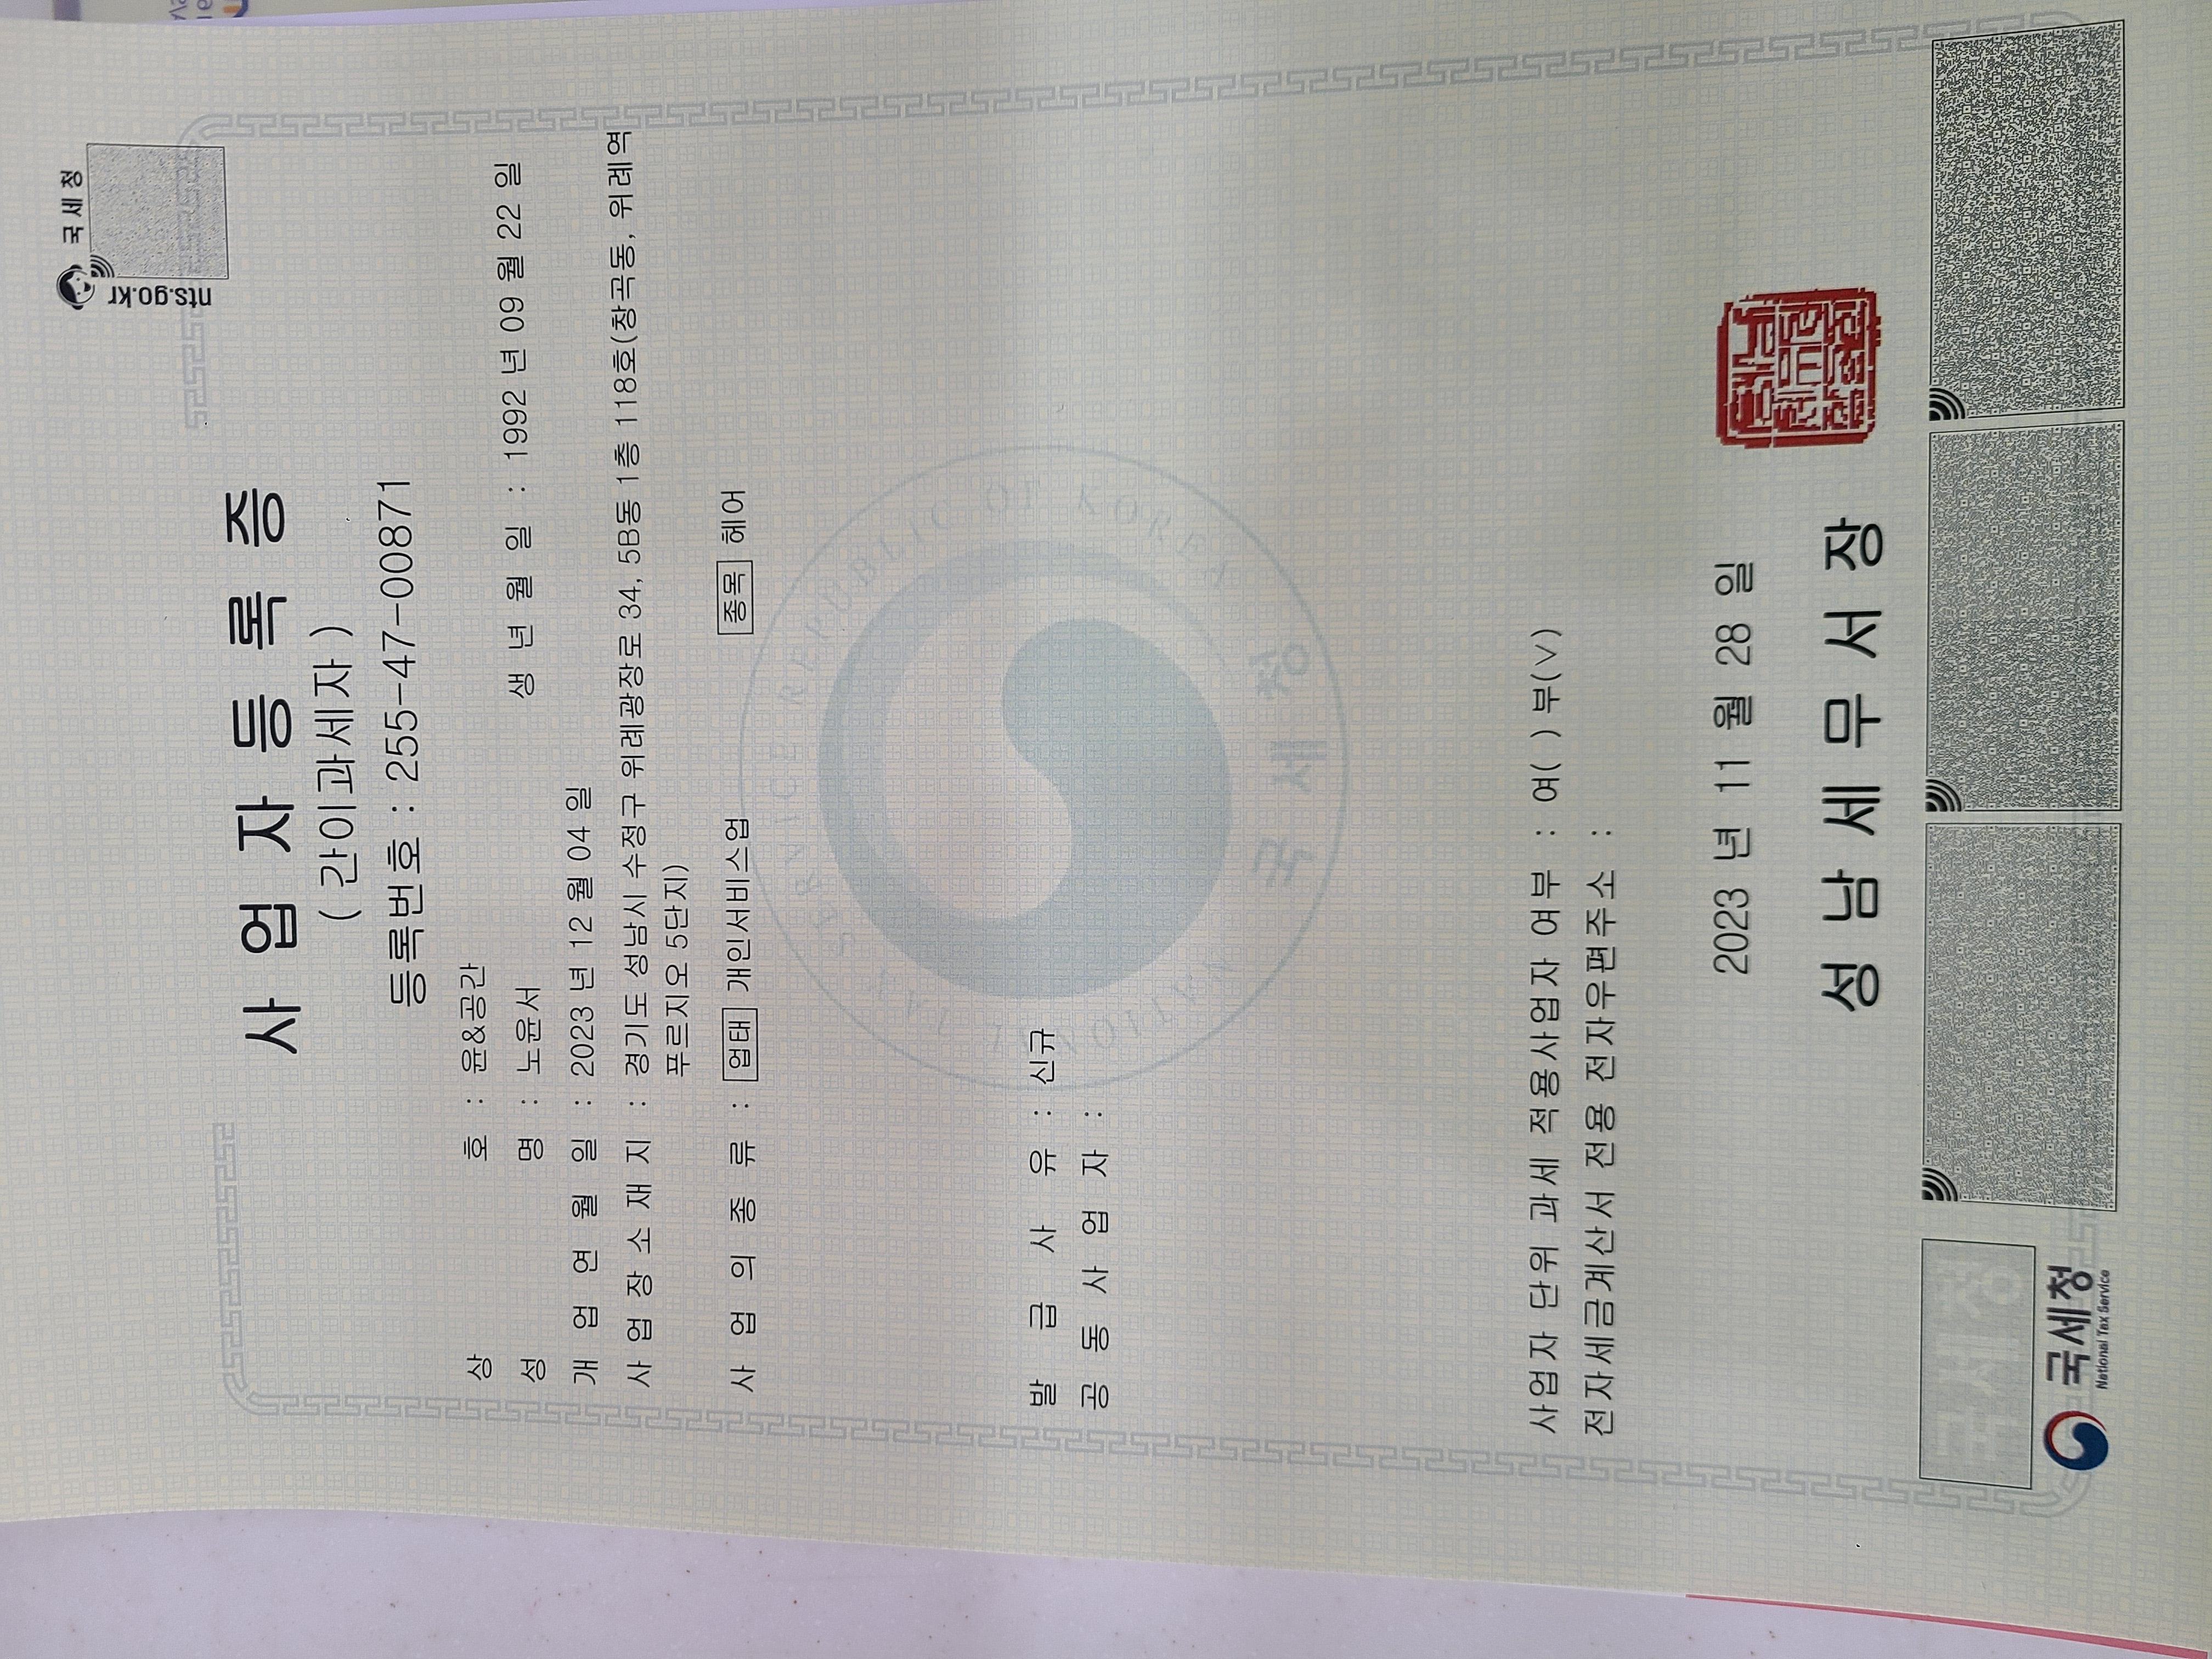 국세청
nts.go.kr
사업자등록증
( 간이과세자 )
등록번호 : 255-47-00871
상 호 : 윤&공간
성 명 : 노윤서 생 년 월 일 : 1992 년 09 월 22 일
개 업 연 월 일 : 2023 년 12 월 04 일
사 업 장 소 재 지 : 경기도 성남시 수정구 위례광장로 34, 5B동 1층 118호(창곡동, 위례역
푸르지오 5단지)
사 업 의 종 류 : 업태 개인서비스업 종목 헤어
NATIONAL TAX SERVICE REPUBLIC OF KOREA
국세청
발 급 사 유 : 신규
공 동 사 업 자 :
사업자 단위 과세 적용사업자 여부 : 여( ) 부(∨)
전자세금계산서 전용 전자우편주소 :
2023 년 11 월 28 일
성 남 세 무 서 장
국세청
National Tax Service